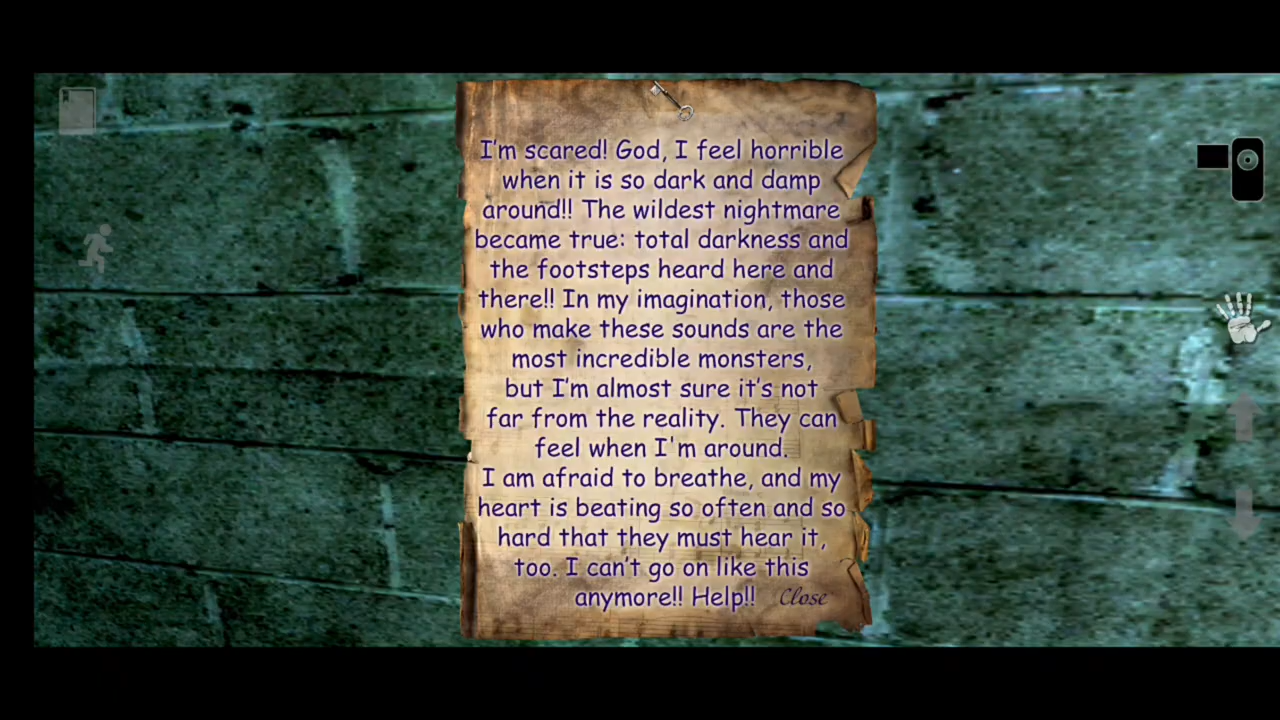 I'm scared! God, I feel horrible
when it is so dark and damp
around!! The wildest nightmare
became true: total darkness and
the footsteps heard here and
there!! In my imagination, those
who make these sounds are the
most incredible monsters,
but I'm almost sure it's not
far from the reality. They can
feel when I'm around.
I am afraid to breathe, and my
heart is beating so often and so
hard that they must hear it,
too. I can't go on like this
anymore!! Help!! Close